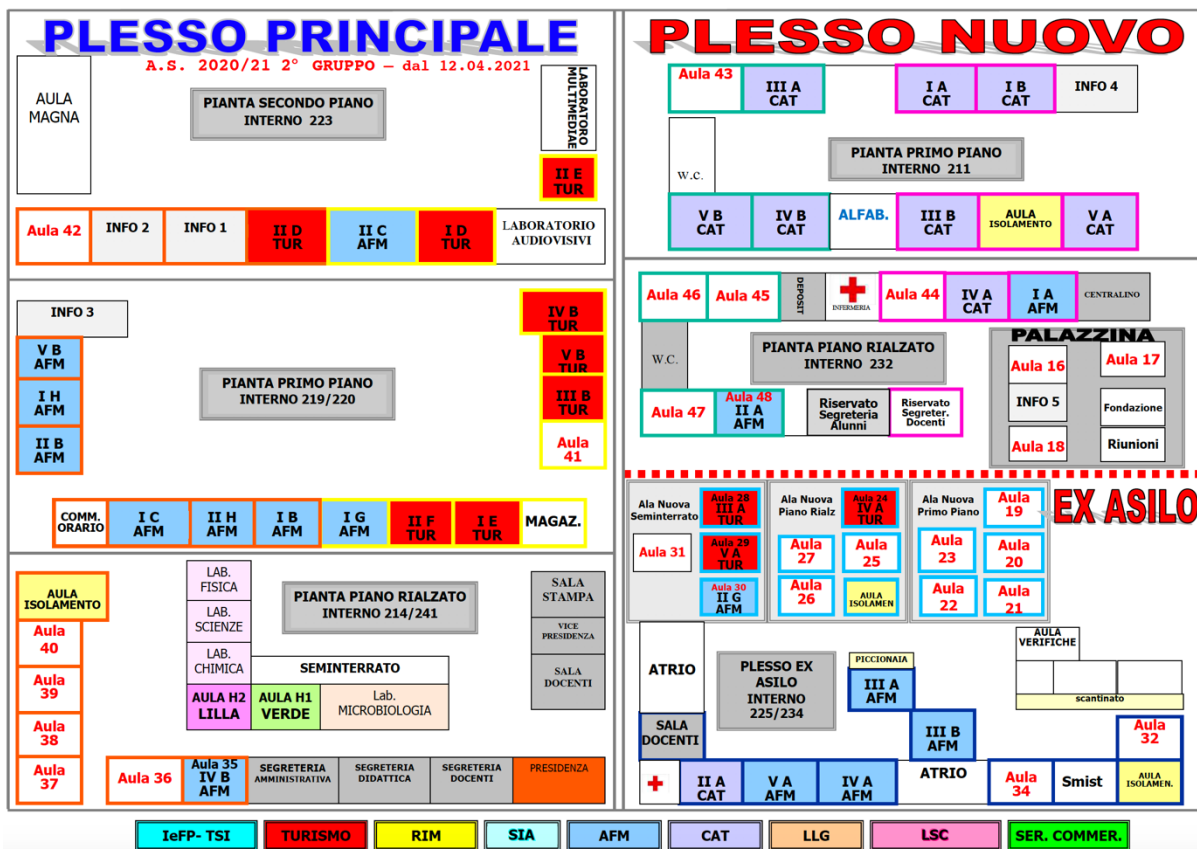 PLESSO PRINCIPALE
A.S. 2020/21 2° GRUPPO – dal 12.04.2021
AULA
MAGNA
PIANTA SECONDO PIANO
INTERNO 223
LABORATORO
MULTIMEDIAE
II E
TUR
Aula 42
INFO 2
INFO 1
II D
TUR
II C
AFM
I D
TUR
LABORATORIO
AUDIOVISIVI
INFO 3
V B
AFM
I H
AFM
II B
AFM
PIANTA PRIMO PIANO
INTERNO 219/220
IV B
TUR
V B
TUR
III B
TUR
Aula
41
COMM.
ORARIO
I C
AFM
II H
AFM
I B
AFM
I G
AFM
II F
TUR
I E
TUR
MAGAZ.
AULA
ISOLAMENTO
Aula
40
Aula
39
Aula
38
Aula
37
LAB.
FISICA
LAB.
SCIENZE
LAB.
CHIMICA
PIANTA PIANO RIALZATO
INTERNO 214/241
SEMINTERRATO
AULA H2
LILLA
AULA H1
VERDE
Lab.
MICROBIOLOGIA
SALA
STAMPA
VICE
PRESIDENZA
SALA
DOCENTI
Aula 36
Aula 35
IV B
AFM
SEGRETERIA
AMMINISTRATIVA
SEGRETERIA
DIDATTICA
SEGRETERIA
DOCENTI
PRESIDENZA
PLESSO NUOVO
Aula 43
III A
CAT
I A
CAT
I B
CAT
INFO 4
W.C.
PIANTA PRIMO PIANO
INTERNO 211
V B
CAT
IV B
CAT
ALFAB.
III B
CAT
AULA
ISOLAMENTO
V A
CAT
Aula 46
Aula 45
DEPOSIT
INFERMERIA
Aula 44
IV A
CAT
I A
AFM
CENTRALINO
W.C.
PIANTA PIANO RIALZATO
INTERNO 232
Aula 47
Aula 48
II A
AFM
Riservato
Segreteria
Alunni
Riservato
Segreter.
Docenti
PALAZZINA
Aula 16
Aula 17
INFO 5
Fondazione
Aula 18
Riunioni
EX ASILO
Ala Nuova
Seminterrato
Aula 28
III A
TUR
Aula 31
Aula 29
V A
TUR
Aula 30
II G
AFM
Ala Nuova
Piano Rialz
Aula 24
IV A
TUR
Aula
27
Aula
25
Aula
26
AULA
ISOLAMEN
Ala Nuova
Primo Piano
Aula
19
Aula
23
Aula
20
Aula
22
Aula
21
ATRIO
PLESSO EX
ASILO
INTERNO
225/234
PICCIONAIA
III A
AFM
AULA
VERIFICHE
scantinato
SALA
DOCENTI
III B
AFM
Aula
32
II A
CAT
V A
AFM
IV A
AFM
ATRIO
Aula
34
Smist
AULA
ISOLAMEN.
IeFP- TSI
TURISMO
RIM
SIA
AFM
CAT
LLG
LSC
SER. COMMER.